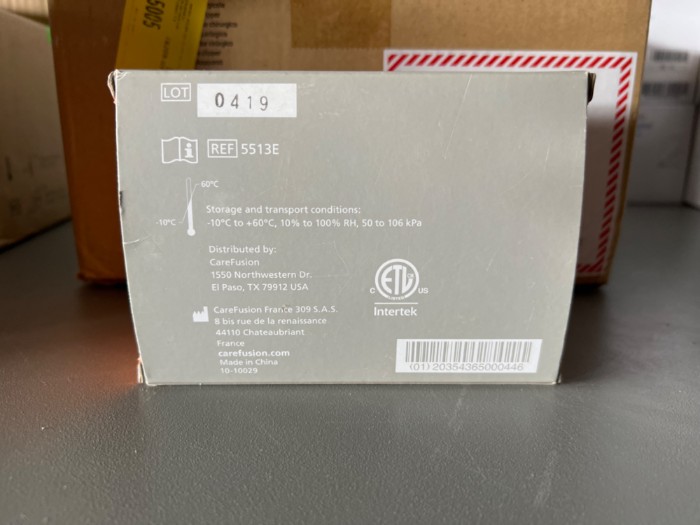 5005
LOT
0419
REF 5513E
60°C
-10°C
Storage and transport conditions:
-10°C to +60°C, 10% to 100% RH, 50 to 106 kPa
Distributed by:
CareFusion
1550 Northwestern Dr.
El Paso, TX 79912 USA
C ETL US
Intertek
CareFusion France 309 S.A.S.
8 bis rue de la renaissance
44110 Chateaubriant
France
carefusion.com
Made in China
10-10029
(01)20354365000446